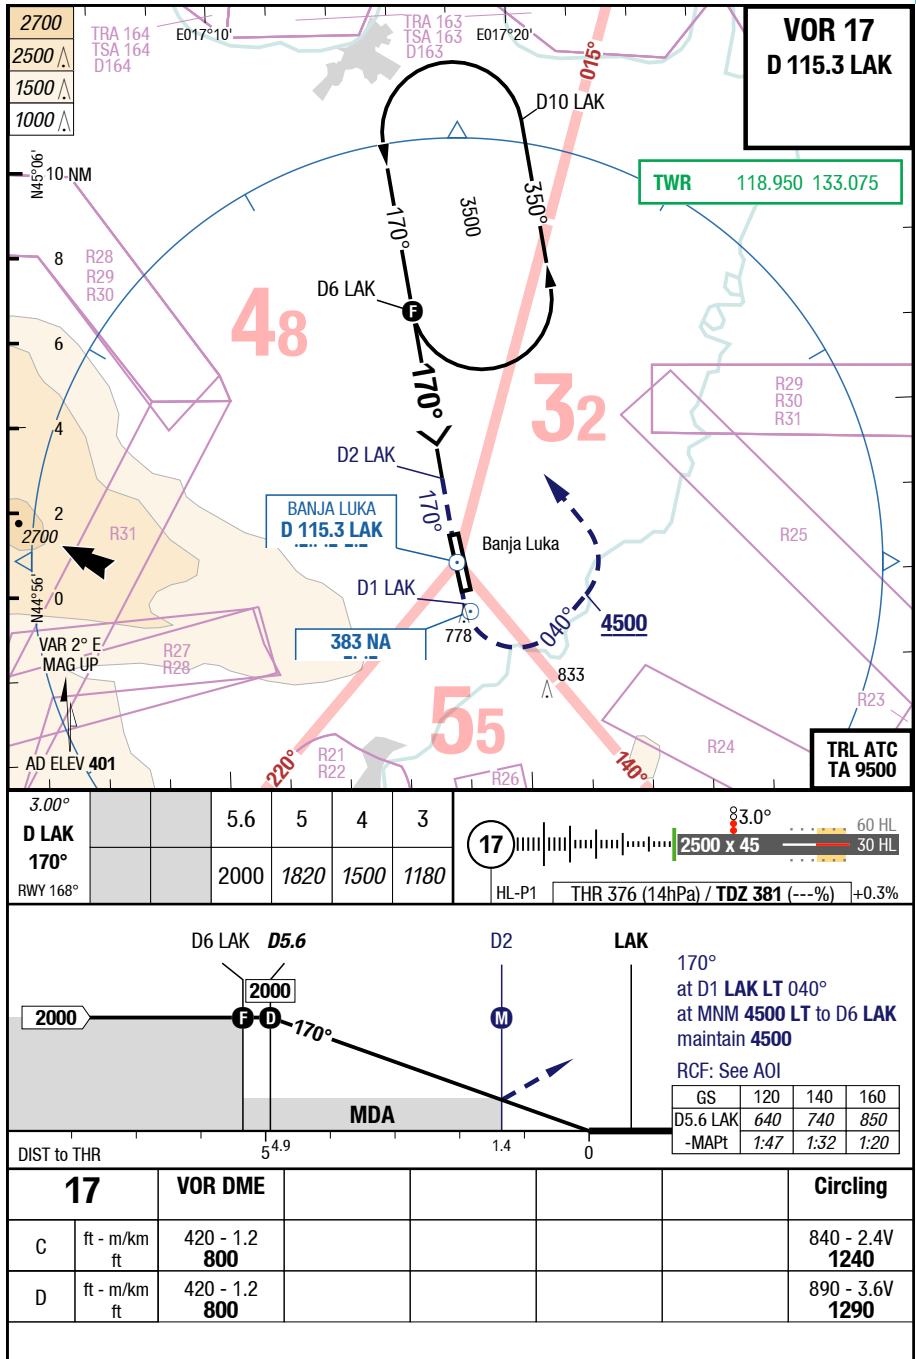 2700
2500
1500
1000
TRA 164
TSA 164
D164
E017°10'
TRA 163
TSA 163
D163
E017°20'
015°
VOR 17
D 115.3 LAK
D10 LAK
TWR 118.950 133.075
N45°06'
10 NM
170°
3500
350°
R28
R29
R30
8
D6 LAK
F
48
6
170°
32
R29
R30
R31
4
D2 LAK
170°
BANJA LUKA
D 115.3 LAK
2
2700
R31
Banja Luka
R25
D1 LAK
N44°56'
0
383 NA
778
040°
4500
VAR 2° E
MAG UP
R27
R28
833
55
R23
R24
R21
R22
R26
AD ELEV 401
220°
140°
TRL ATC
TA 9500
3.00°
D LAK
170°
RWY 168°
5.6 5 4 3
2000 1820 1500 1180
17
HL-P1
3.0°
2500 x 45
60 HL
30 HL
THR 376 (14hPa) / TDZ 381 (---%)
+0.3%
D6 LAK D5.6 D2 LAK
2000
2000
F D M
170°
MDA
170°
at D1 LAK LT 040°
at MNM 4500 LT to D6 LAK
maintain 4500
RCF: See AOI
GS 120 140 160
D5.6 LAK 640 740 850
-MAPt 1:47 1:32 1:20
DIST to THR 5 4.9 1.4 0
17 VOR DME Circling
C ft - m/km 420 - 1.2 840 - 2.4V
ft 800 1240
D ft - m/km 420 - 1.2 890 - 3.6V
ft 800 1290